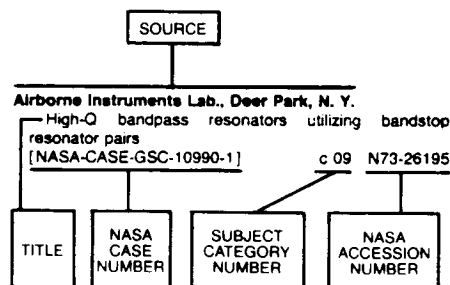 SOURCE
Airborne Instruments Lab., Deer Park, N. Y.
High-Q bandpass resonators utilizing bandstop
resonator pairs
[NASA-CASE-GSC-10990-1] c 09 N73-26195
TITLE
NASA
CASE
NUMBER
SUBJECT
CATEGORY
NUMBER
NASA
ACCESSION
NUMBER